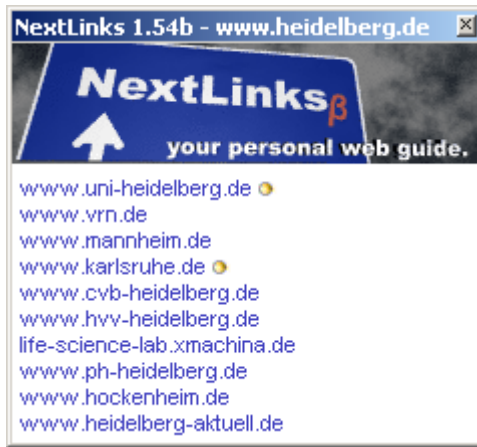 NextLinks 1.54b - www.heidelberg.de
NextLinksβ
your personal web guide.
www.uni-heidelberg.de
www.vrn.de
www.mannheim.de
www.karlsruhe.de
www.cvb-heidelberg.de
www.hvv-heidelberg.de
life-science-lab.xmachina.de
www.ph-heidelberg.de
www.hockenheim.de
www.heidelberg-aktuell.de